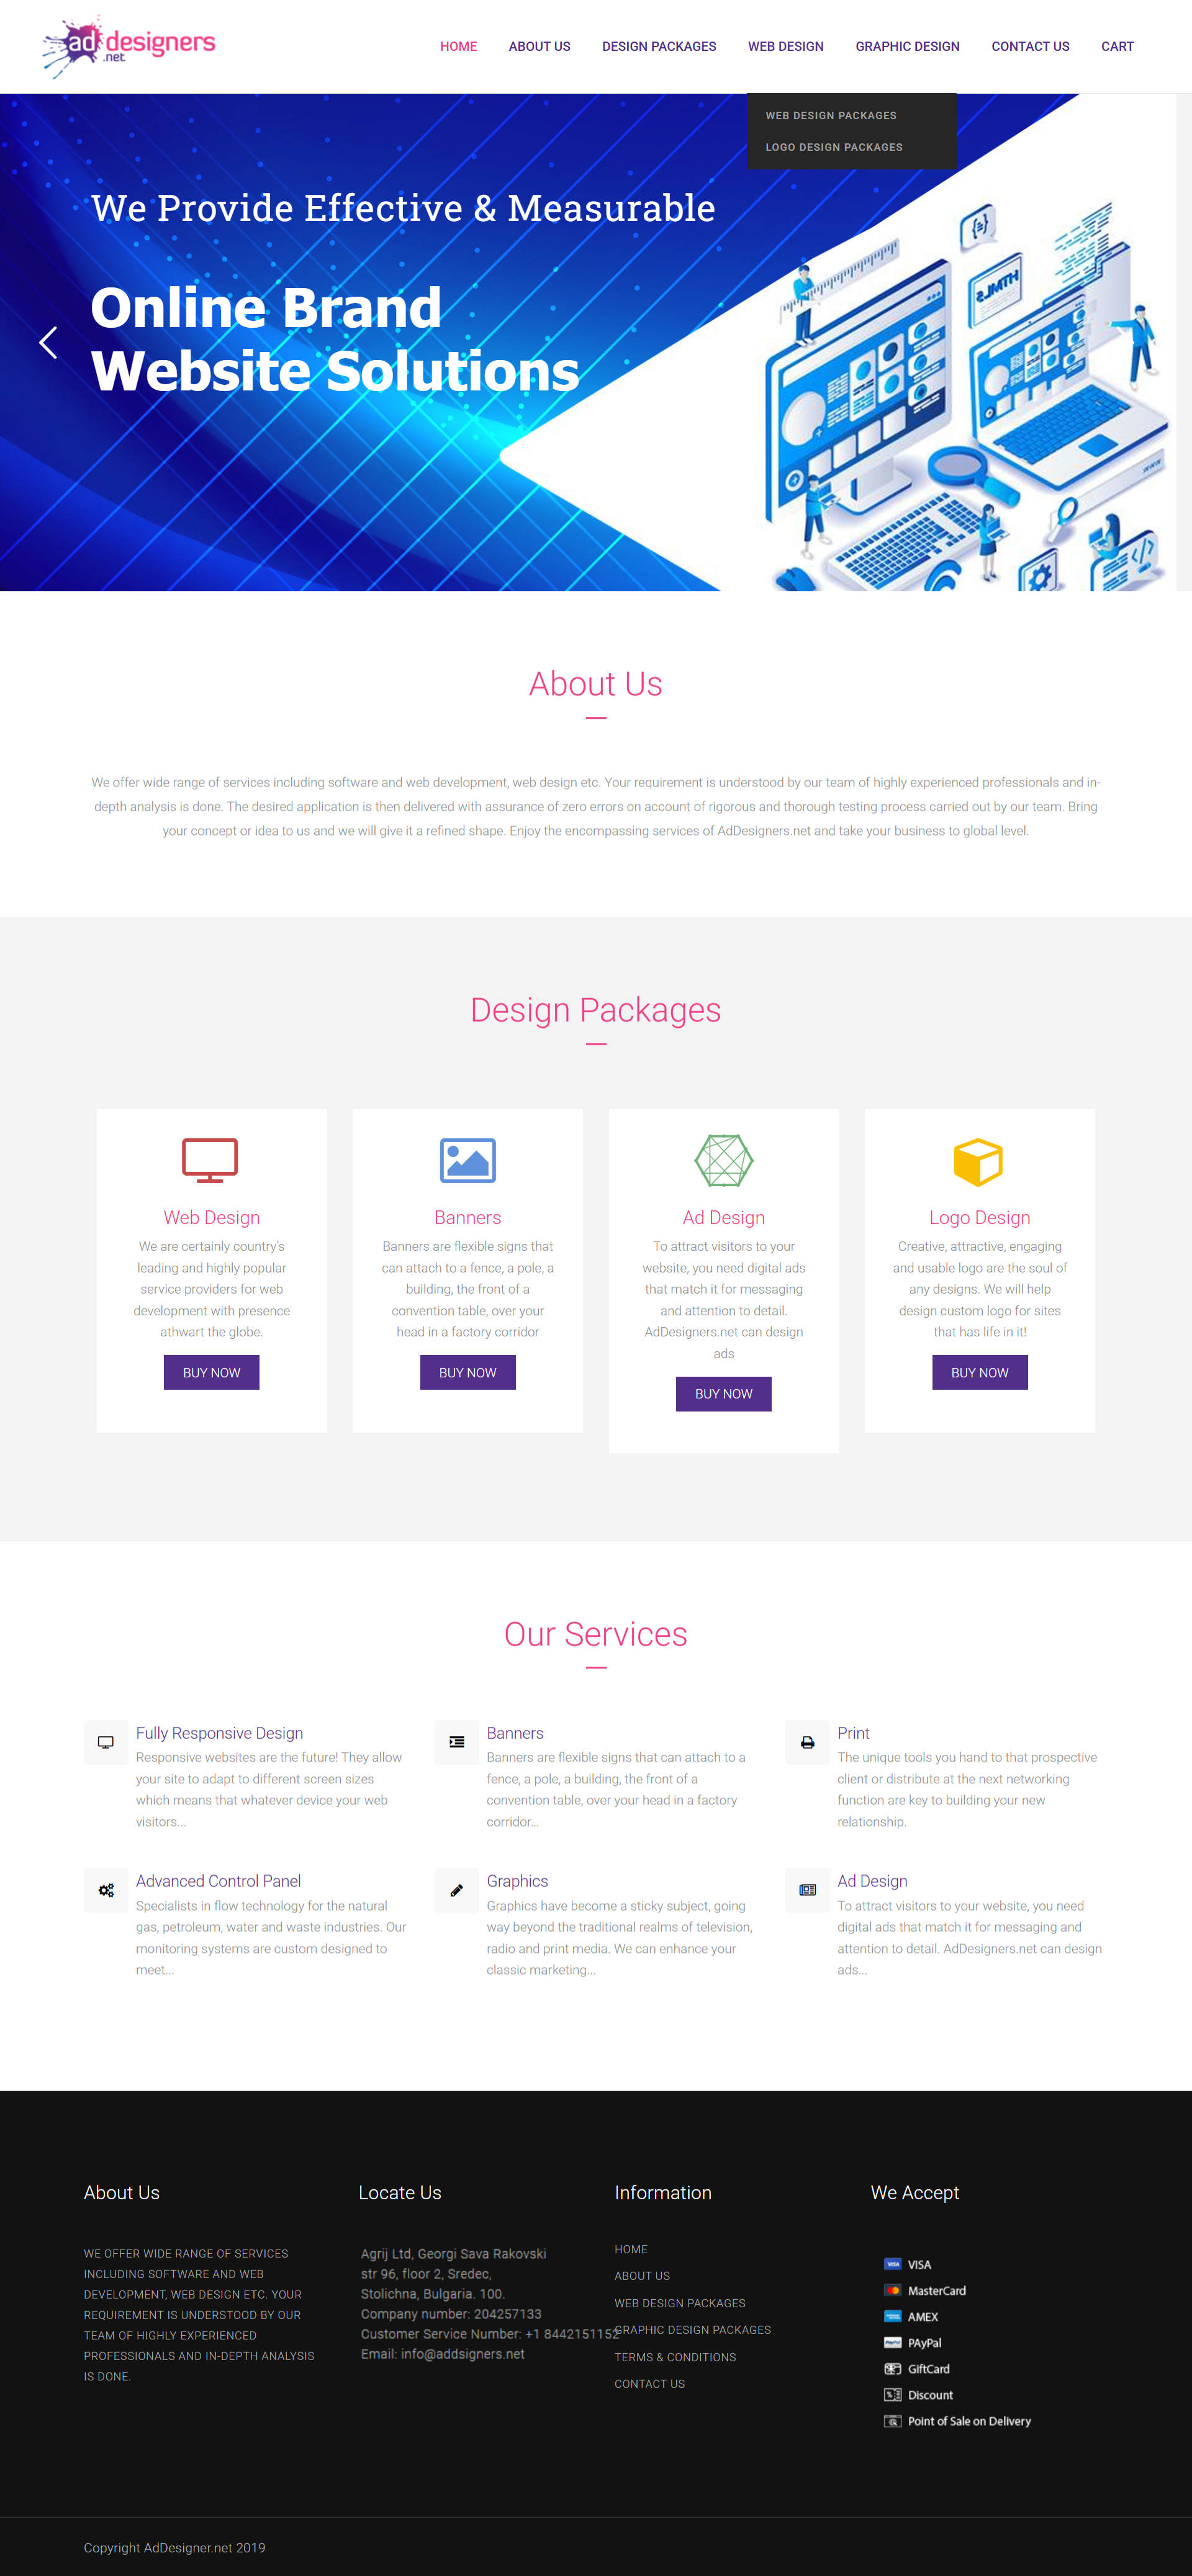 ad designers
.net
HOME
ABOUT US
DESIGN PACKAGES
WEB DESIGN
GRAPHIC DESIGN
CONTACT US
CART
WEB DESIGN PACKAGES
LOGO DESIGN PACKAGES
We Provide Effective & Measurable
Online Brand
Website Solutions
HTML5
www
About Us
We offer wide range of services including software and web development, web design etc. Your requirement is understood by our team of highly experienced professionals and in-
depth analysis is done. The desired application is then delivered with assurance of zero errors on account of rigorous and thorough testing process carried out by our team. Bring
your concept or idea to us and we will give it a refined shape. Enjoy the encompassing services of AdDesigners.net and take your business to global level.
Design Packages
Web Design
We are certainly country's
leading and highly popular
service providers for web
development with presence
athwart the globe.
BUY NOW
Banners
Banners are flexible signs that
can attach to a fence, a pole, a
building, the front of a
convention table, over your
head in a factory corridor
BUY NOW
Ad Design
To attract visitors to your
website, you need digital ads
that match it for messaging
and attention to detail.
AdDesigners.net can design
ads
BUY NOW
Logo Design
Creative, attractive, engaging
and usable logo are the soul of
any designs. We will help
design custom logo for sites
that has life in it!
BUY NOW
Our Services
Fully Responsive Design
Responsive websites are the future! They allow
your site to adapt to different screen sizes
which means that whatever device your web
visitors...
Banners
Banners are flexible signs that can attach to a
fence, a pole, a building, the front of a
convention table, over your head in a factory
corridor...
Print
The unique tools you hand to that prospective
client or distribute at the next networking
function are key to building your new
relationship.
Advanced Control Panel
Specialists in flow technology for the natural
gas, petroleum, water and waste industries. Our
monitoring systems are custom designed to
meet...
Graphics
Graphics have become a sticky subject, going
way beyond the traditional realms of television,
radio and print media. We can enhance your
classic marketing...
Ad Design
To attract visitors to your website, you need
digital ads that match it for messaging and
attention to detail. AdDesigners.net can design
ads...
About Us
WE OFFER WIDE RANGE OF SERVICES
INCLUDING SOFTWARE AND WEB
DEVELOPMENT, WEB DESIGN ETC. YOUR
REQUIREMENT IS UNDERSTOOD BY OUR
TEAM OF HIGHLY EXPERIENCED
PROFESSIONALS AND IN-DEPTH ANALYSIS
IS DONE.
Locate Us
Agrij Ltd, Georgi Sava Rakovski
str 96, floor 2, Sredec,
Stolichna, Bulgaria. 100.
Company number: 204257133
Customer Service Number: +1 8442151152
Email: info@addsigners.net
Information
HOME
ABOUT US
WEB DESIGN PACKAGES
GRAPHIC DESIGN PACKAGES
TERMS & CONDITIONS
CONTACT US
We Accept
VISA
MasterCard
AMEX
PAyPal
GiftCard
Discount
Point of Sale on Delivery
Copyright AdDesigner.net 2019